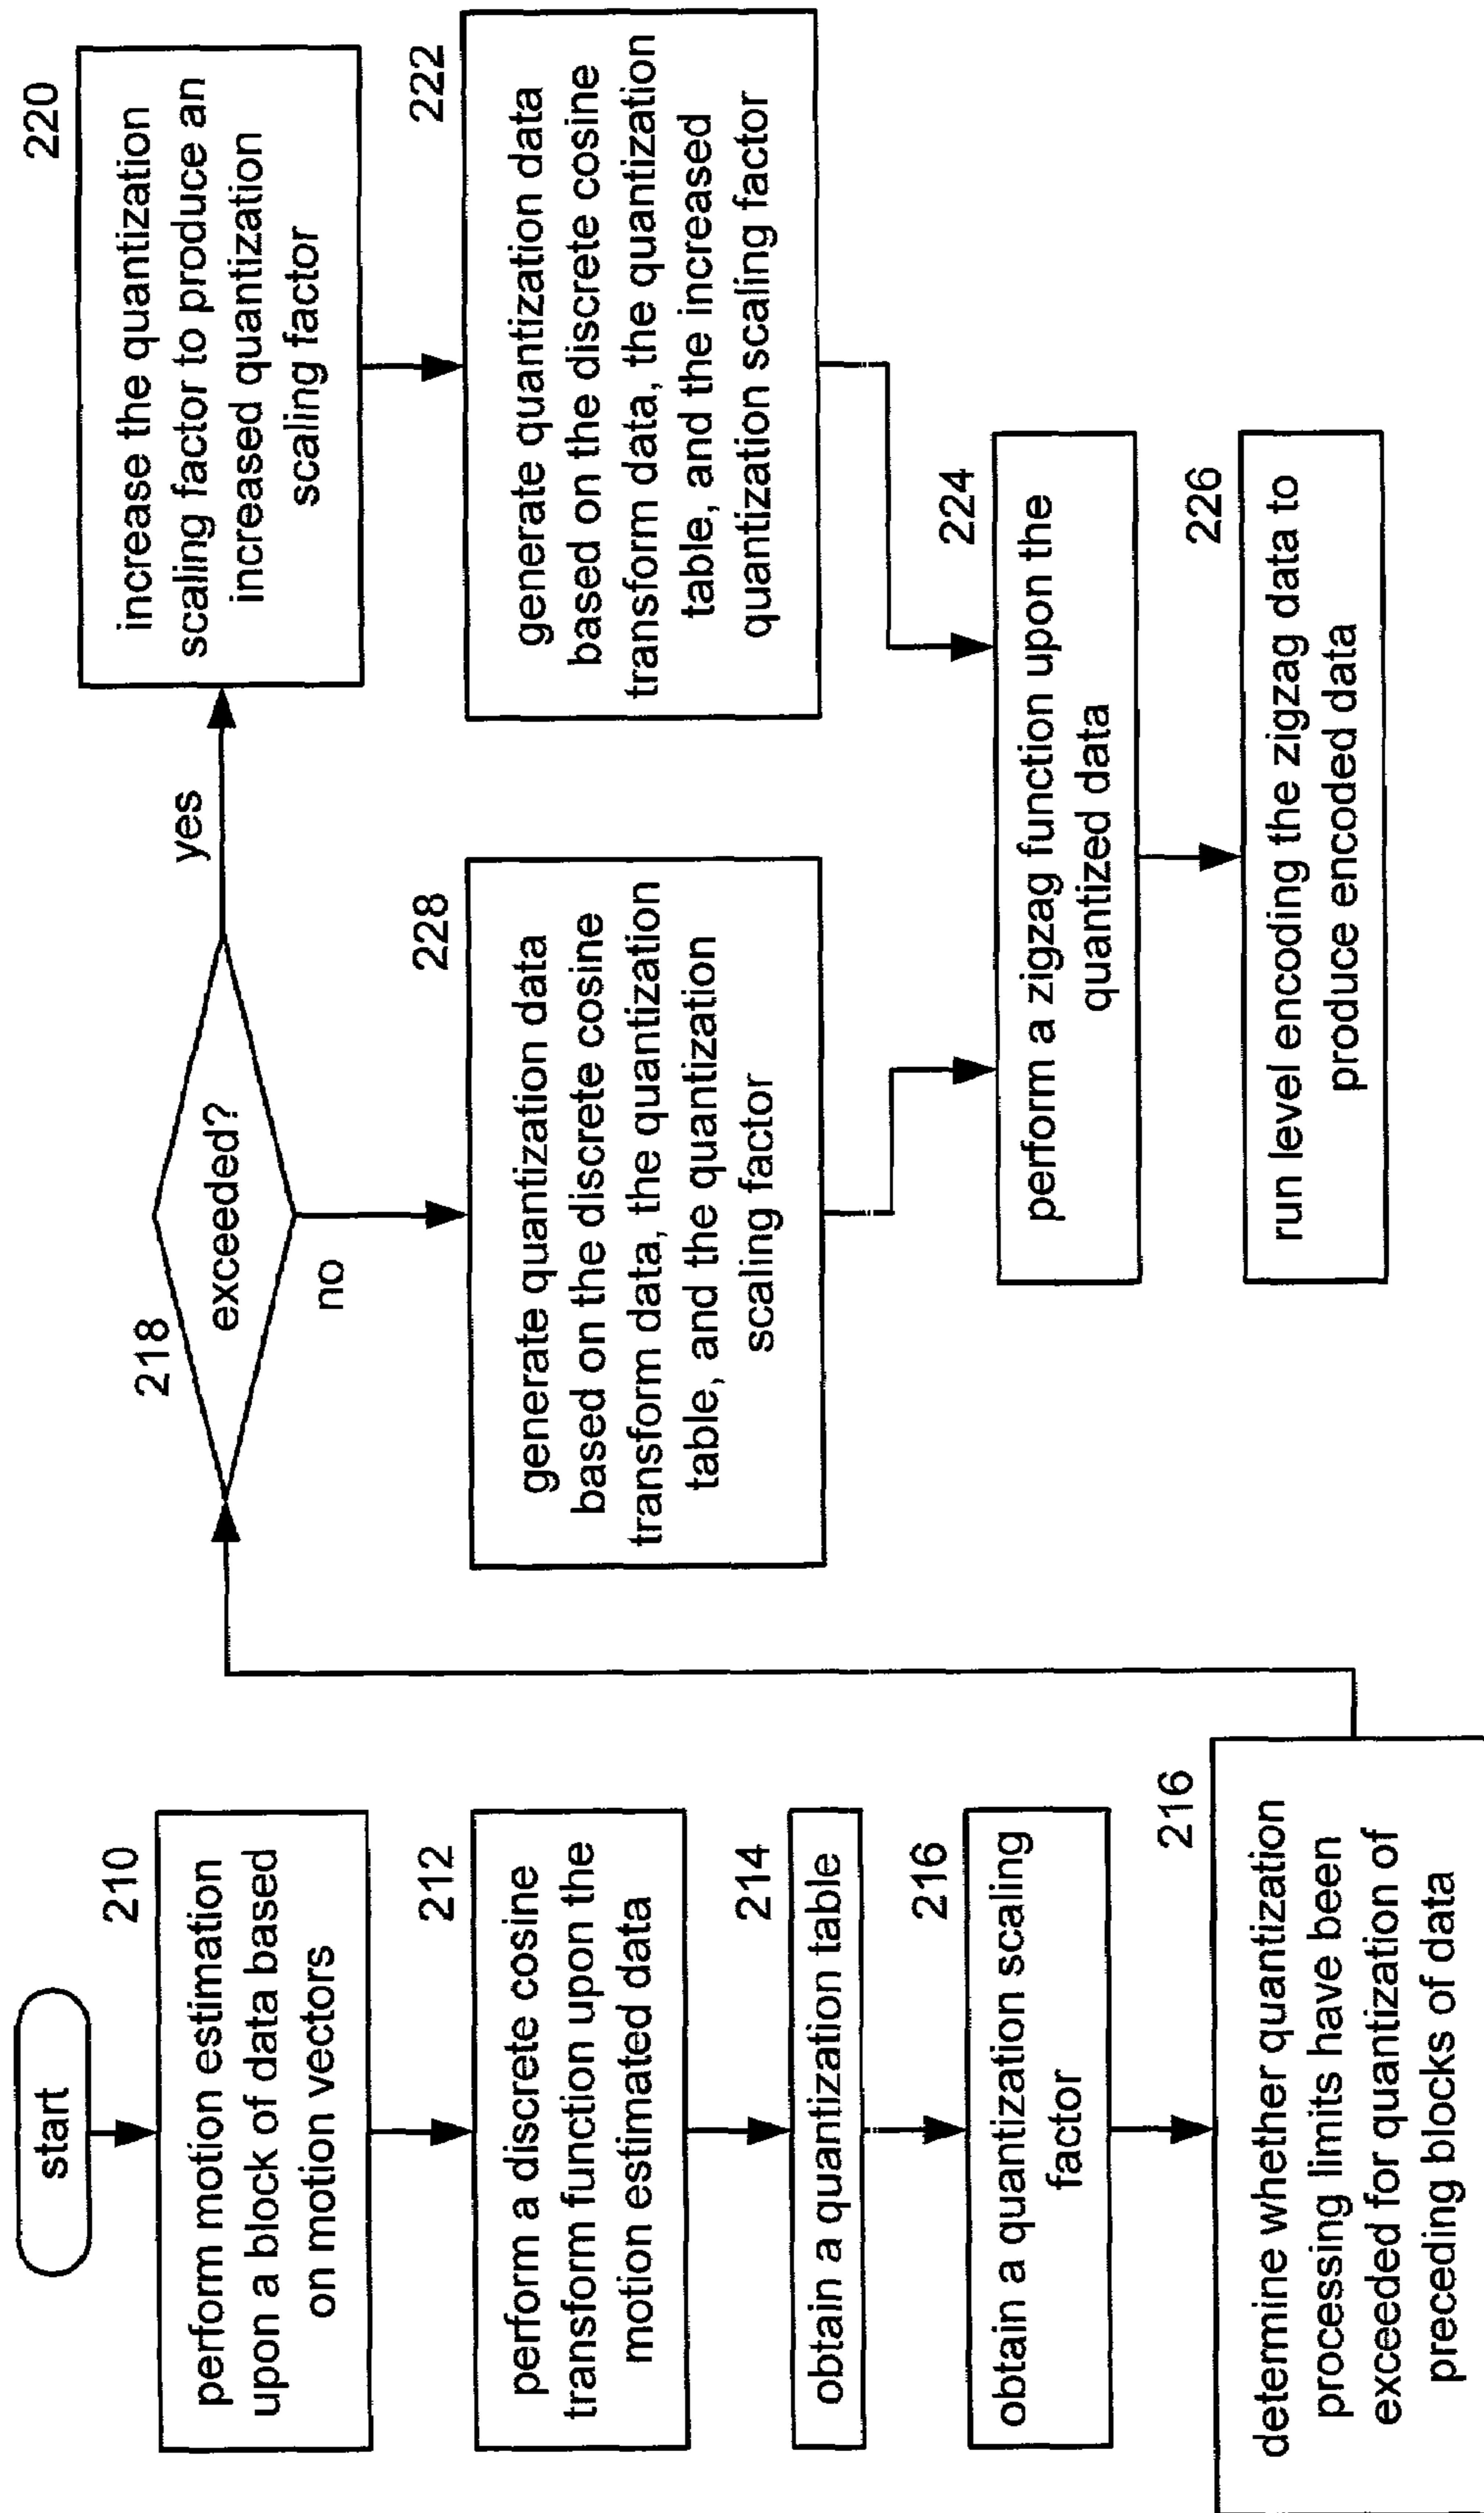 start
210
perform motion estimation
upon a block of data based
on motion vectors
212
perform a discrete cosine
transform function upon the
motion estimated data
214
obtain a quantization table
216
obtain a quantization scaling
factor
216
determine whether quantization
processing limits have been
exceeded for quantization of
preceding blocks of data
218
exceeded?
yes
no
220
increase the quantization
scaling factor to produce an
increased quantization
scaling factor
222
generate quantization data
based on the discrete cosine
transform data, the quantization
table, and the increased
quantization scaling factor
228
generate quantization data
based on the discrete cosine
transform data, the quantization
table, and the quantization
scaling factor
224
perform a zigzag function upon the
quantized data
226
run level encoding the zigzag data to
produce encoded data